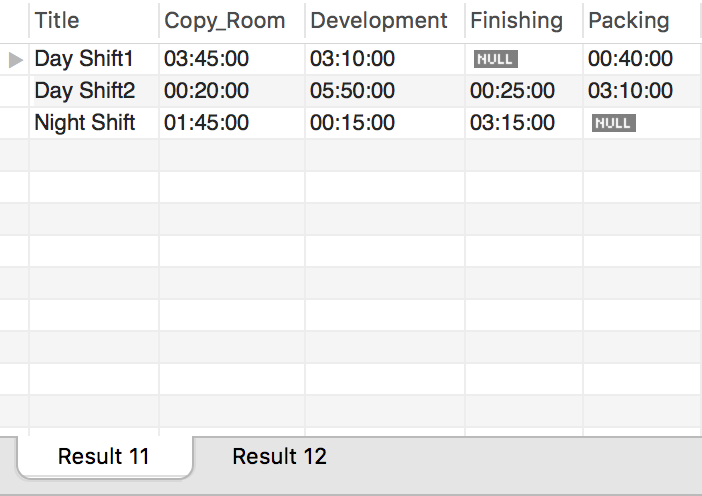 Title Copy_Room Development Finishing Packing
Day Shift1 03:45:00 03:10:00 NULL 00:40:00
Day Shift2 00:20:00 05:50:00 00:25:00 03:10:00
Night Shift 01:45:00 00:15:00 03:15:00 NULL
Result 11 Result 12